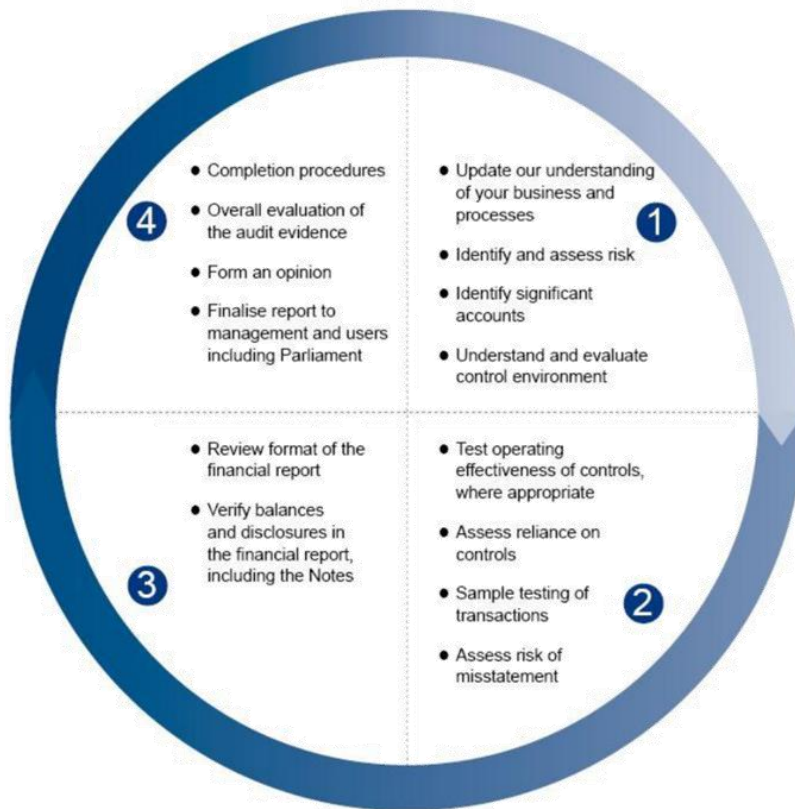 ● Completion procedures
● Overall evaluation of
the audit evidence
● Form an opinion
● Finalise report to
management and users
including Parliament
4
● Update our understanding
of your business and
processes
● Identify and assess risk
● Identify significant
accounts
● Understand and evaluate
control environment
1
● Review format of the
financial report
● Verify balances
and disclosures in
the financial report,
including the Notes
3
● Test operating
effectiveness of controls,
where appropriate
● Assess reliance on
controls
● Sample testing of
transactions
● Assess risk of
misstatement
2